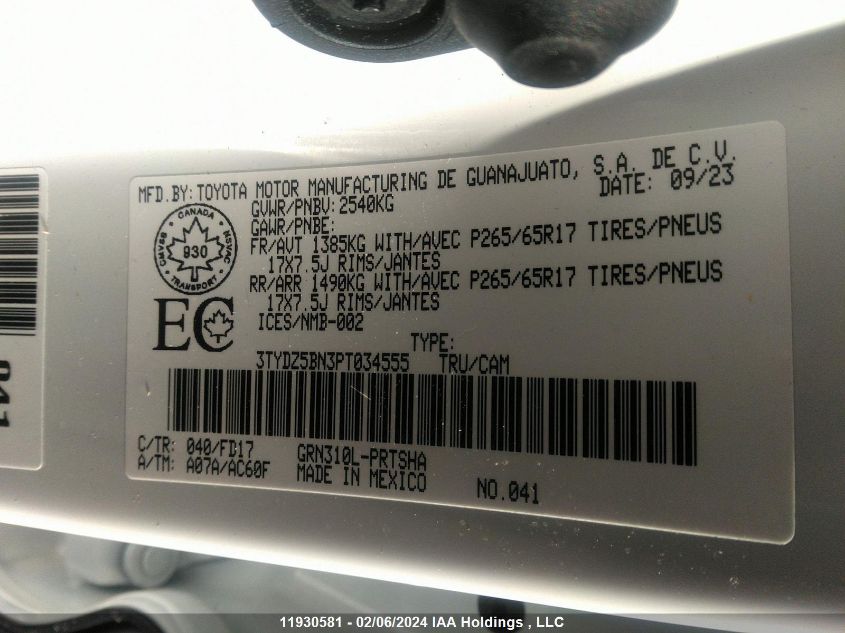 MFD.BY:TOYOTA MOTOR MANUFACTURING DE GUANAJUATO, S.A. DE C.V.
GVWR/PNBV:2540KG DATE: 09/23
GAWR/PNBE:
FR/AVT 1385KG WITH/AVEC P265/65R17 TIRES/PNEUS
17X7.5J RIMS/JANTES
RR/ARR 1490KG WITH/AVEC P265/65R17 TIRES/PNEUS
17X7.5J RIMS/JANTES
ICES/NMB-002
CANADA
CMVSS 930 NSVAC
TRANSPORT
EC
TYPE:
3TYDZ5BN3PT034555 TRU/CAM
C/TR: 040/FD17 GRN310L-PRTSHA
A/TM: A07A/AC60F MADE IN MEXICO NO.041
041
11930581 - 02/06/2024 IAA Holdings , LLC